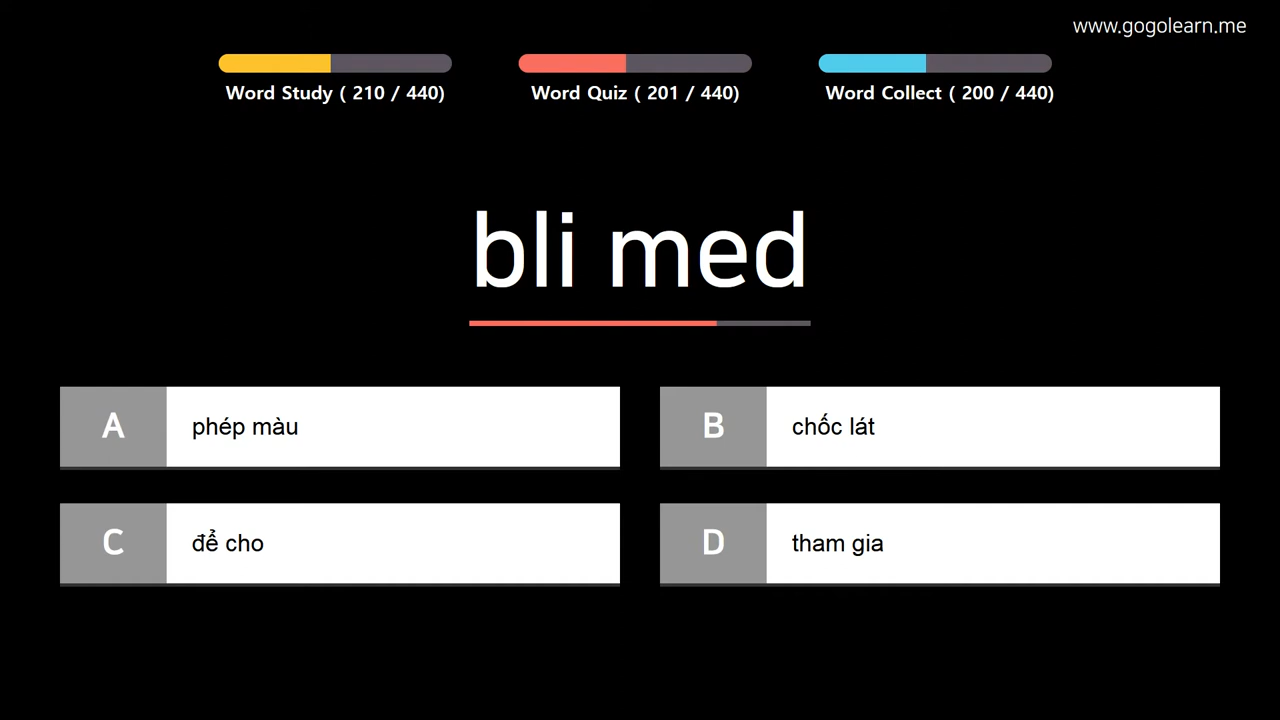 www.gogolearn.me
Word Study ( 210 / 440)
Word Quiz ( 201 / 440)
Word Collect ( 200 / 440)
bli med
A phép màu
B chốc lát
C để cho
D tham gia